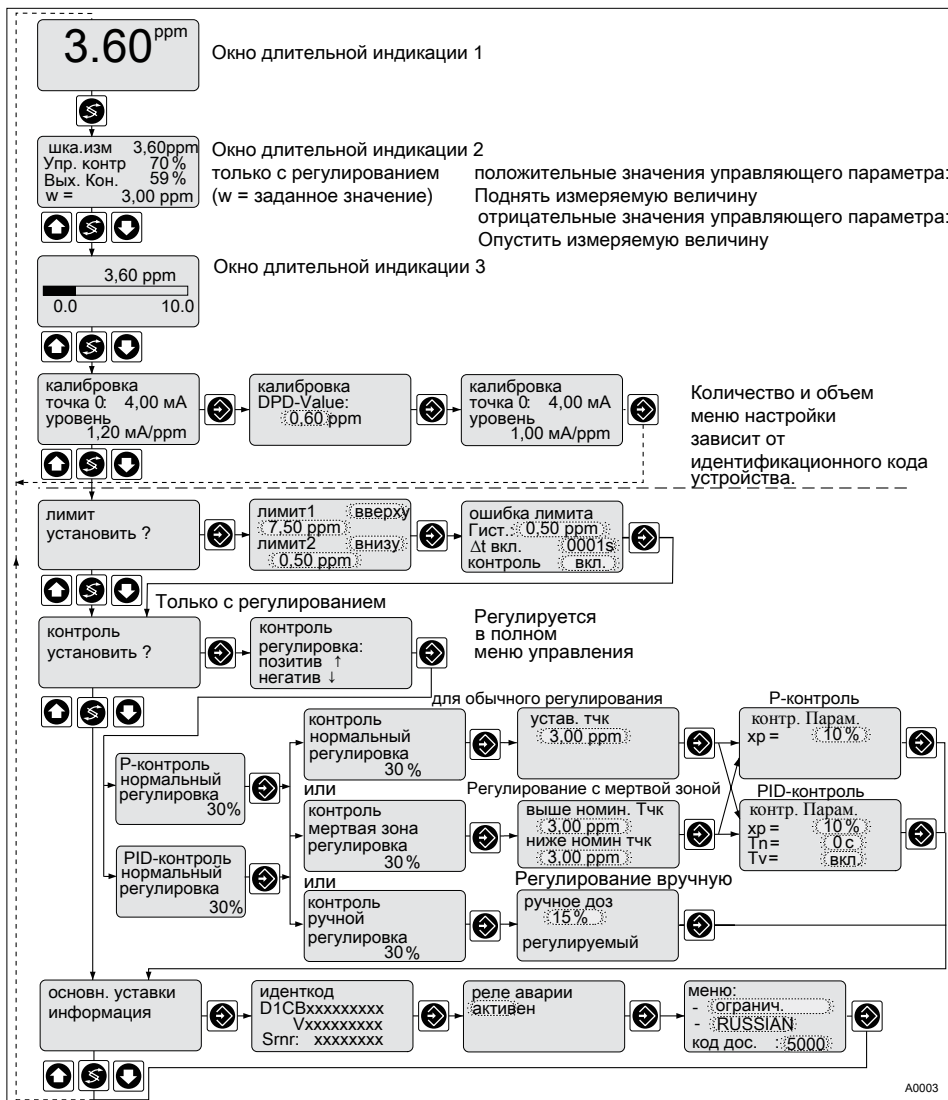 3.60 ppm
Окно длительной индикации 1
шка.изм 3,60ppm
Упр. контр 70 %
Вых. Кон. 59 %
w = 3,00 ppm
Окно длительной индикации 2
только с регулированием
(w = заданное значение)
положительные значения управляющего параметра:
Поднять измеряемую величину
отрицательные значения управляющего параметра:
Опустить измеряемую величину
3,60 ppm
0.0 10.0
Окно длительной индикации 3
калибровка
точка 0: 4,00 мА
уровень
1,20 мА/ppm
калибровка
DPD-Value:
0,60 ppm
калибровка
точка 0: 4,00 мА
уровень
1,00 мА/ppm
Количество и объем
меню настройки
зависит от
идентификационного кода
устройства.
лимит
установить ?
лимит1 вверху
7,50 ppm
лимит2 внизу
0,50 ppm
ошибка лимита
Гист.: 0,50 ppm
Δt вкл. 0001s
контроль вкл.
Только с регулированием
контроль
установить ?
контроль
регулировка:
позитив ↑
негатив ↓
Регулируется
в полном
меню управления
P-контроль
нормальный
регулировка
30%
PID-контроль
нормальный
регулировка
30%
контроль
нормальный
регулировка
30 %
или
контроль
мертвая зона
регулировка
30 %
или
контроль
ручной
регулировка
30 %
для обычного регулирования
устав. тчк
3,00 ppm
Регулирование с мертвой зоной
выше номин. Тчк
3,00 ppm
ниже номин тчк
3,00 ppm
Регулирование вручную
ручное доз
15%
регулируемый
P-контроль
контр. Парам.
xp = 10 %
PID-контроль
контр. Парам.
xp = 10 %
Tn= 0 с
Tv= вкл.
основн. уставки
информация
иденткод
D1CBxxxxxxxxx
Vxxxxxxxxx
Srnr: xxxxxxxx
реле аварии
активен
меню:
- огранич.
- RUSSIAN
код дос. : 5000
A0003